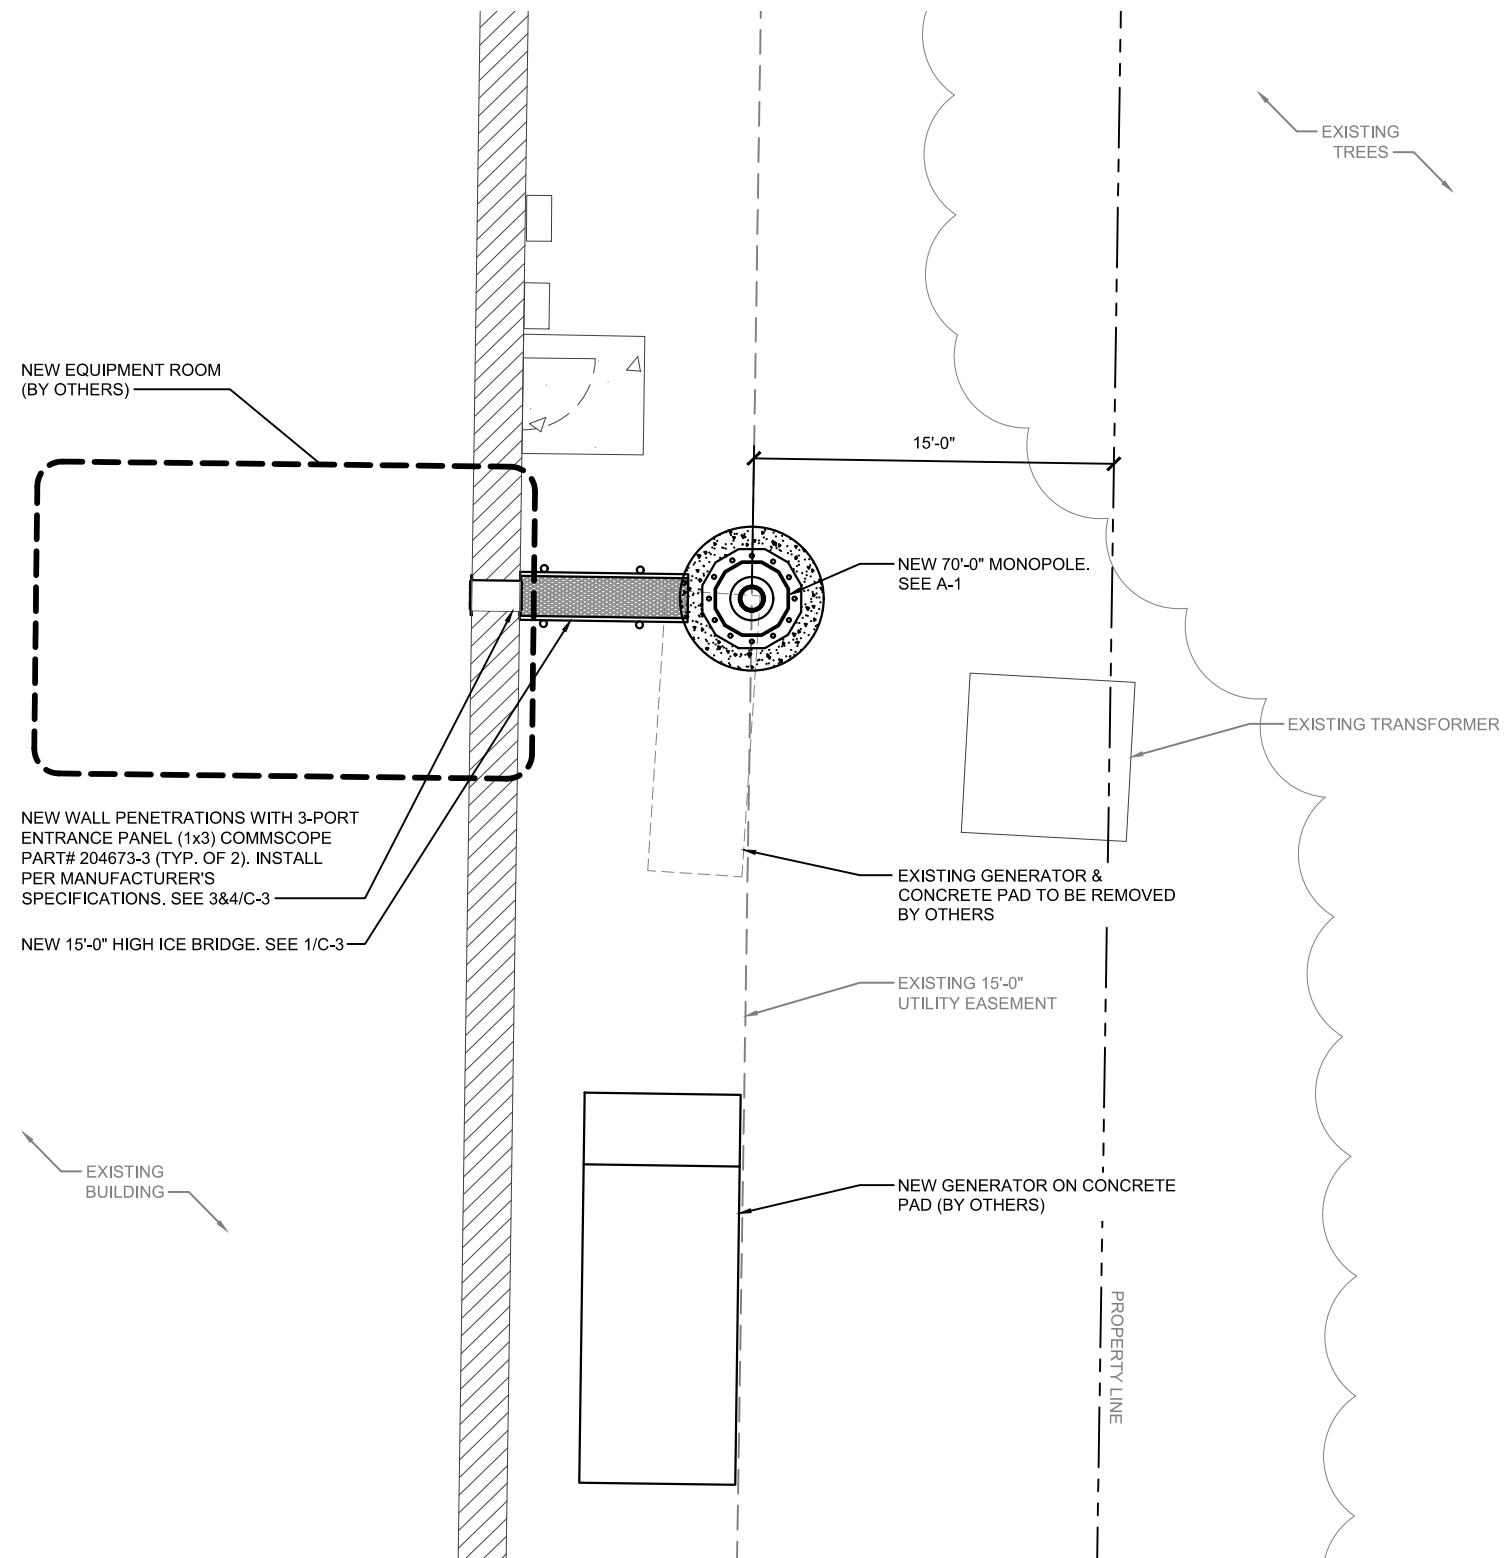 EXISTING
TREES
NEW EQUIPMENT ROOM
(BY OTHERS)
15'-0"
NEW 70'-0" MONOPOLE.
SEE A-1
EXISTING TRANSFORMER
NEW WALL PENETRATIONS WITH 3-PORT
ENTRANCE PANEL (1x3) COMMSCOPE
PART# 204673-3 (TYP. OF 2). INSTALL
PER MANUFACTURER'S
SPECIFICATIONS. SEE 3&4/C-3
NEW 15'-0" HIGH ICE BRIDGE. SEE 1/C-3
EXISTING GENERATOR &
CONCRETE PAD TO BE REMOVED
BY OTHERS
EXISTING 15'-0"
UTILITY EASEMENT
EXISTING
BUILDING
NEW GENERATOR ON CONCRETE
PAD (BY OTHERS)
PROPERTY LINE